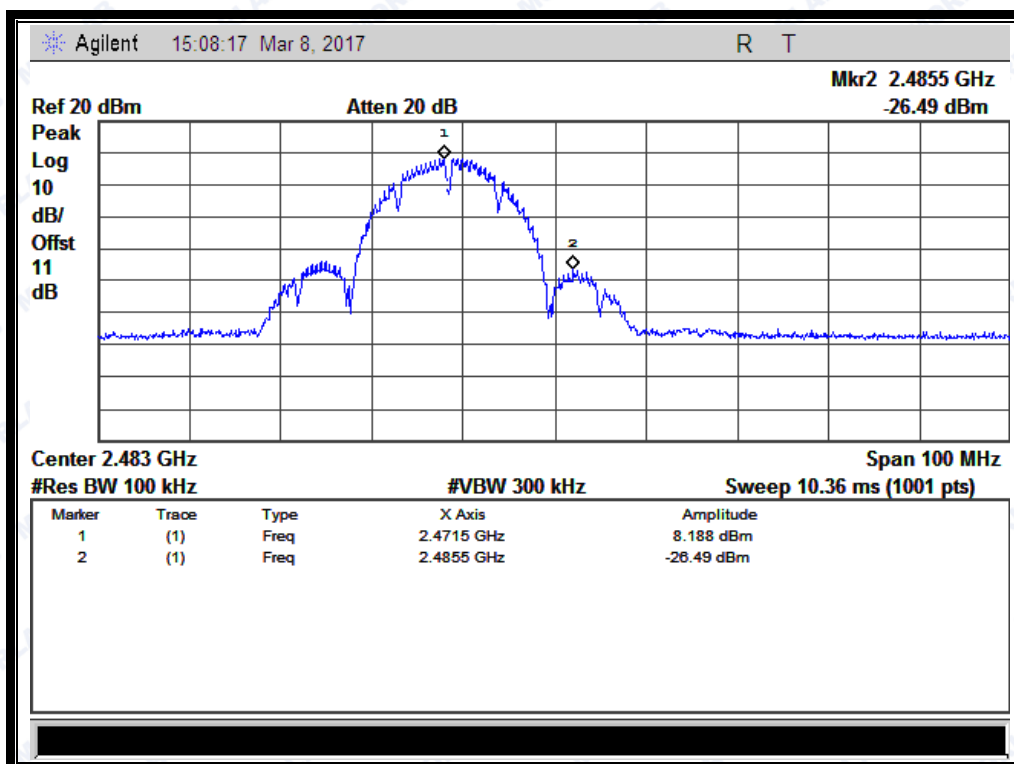 Agilent 15:08:17 Mar 8, 2017 R T
Mkr2 2.4855 GHz
Ref 20 dBm Atten 20 dB -26.49 dBm
Peak
Log
10
dB/
Offst
11
dB
1
2
Center 2.483 GHz Span 100 MHz
#Res BW 100 kHz #VBW 300 kHz Sweep 10.36 ms (1001 pts)
Marker Trace Type X Axis Amplitude
1 (1) Freq 2.4715 GHz 8.188 dBm
2 (1) Freq 2.4855 GHz -26.49 dBm